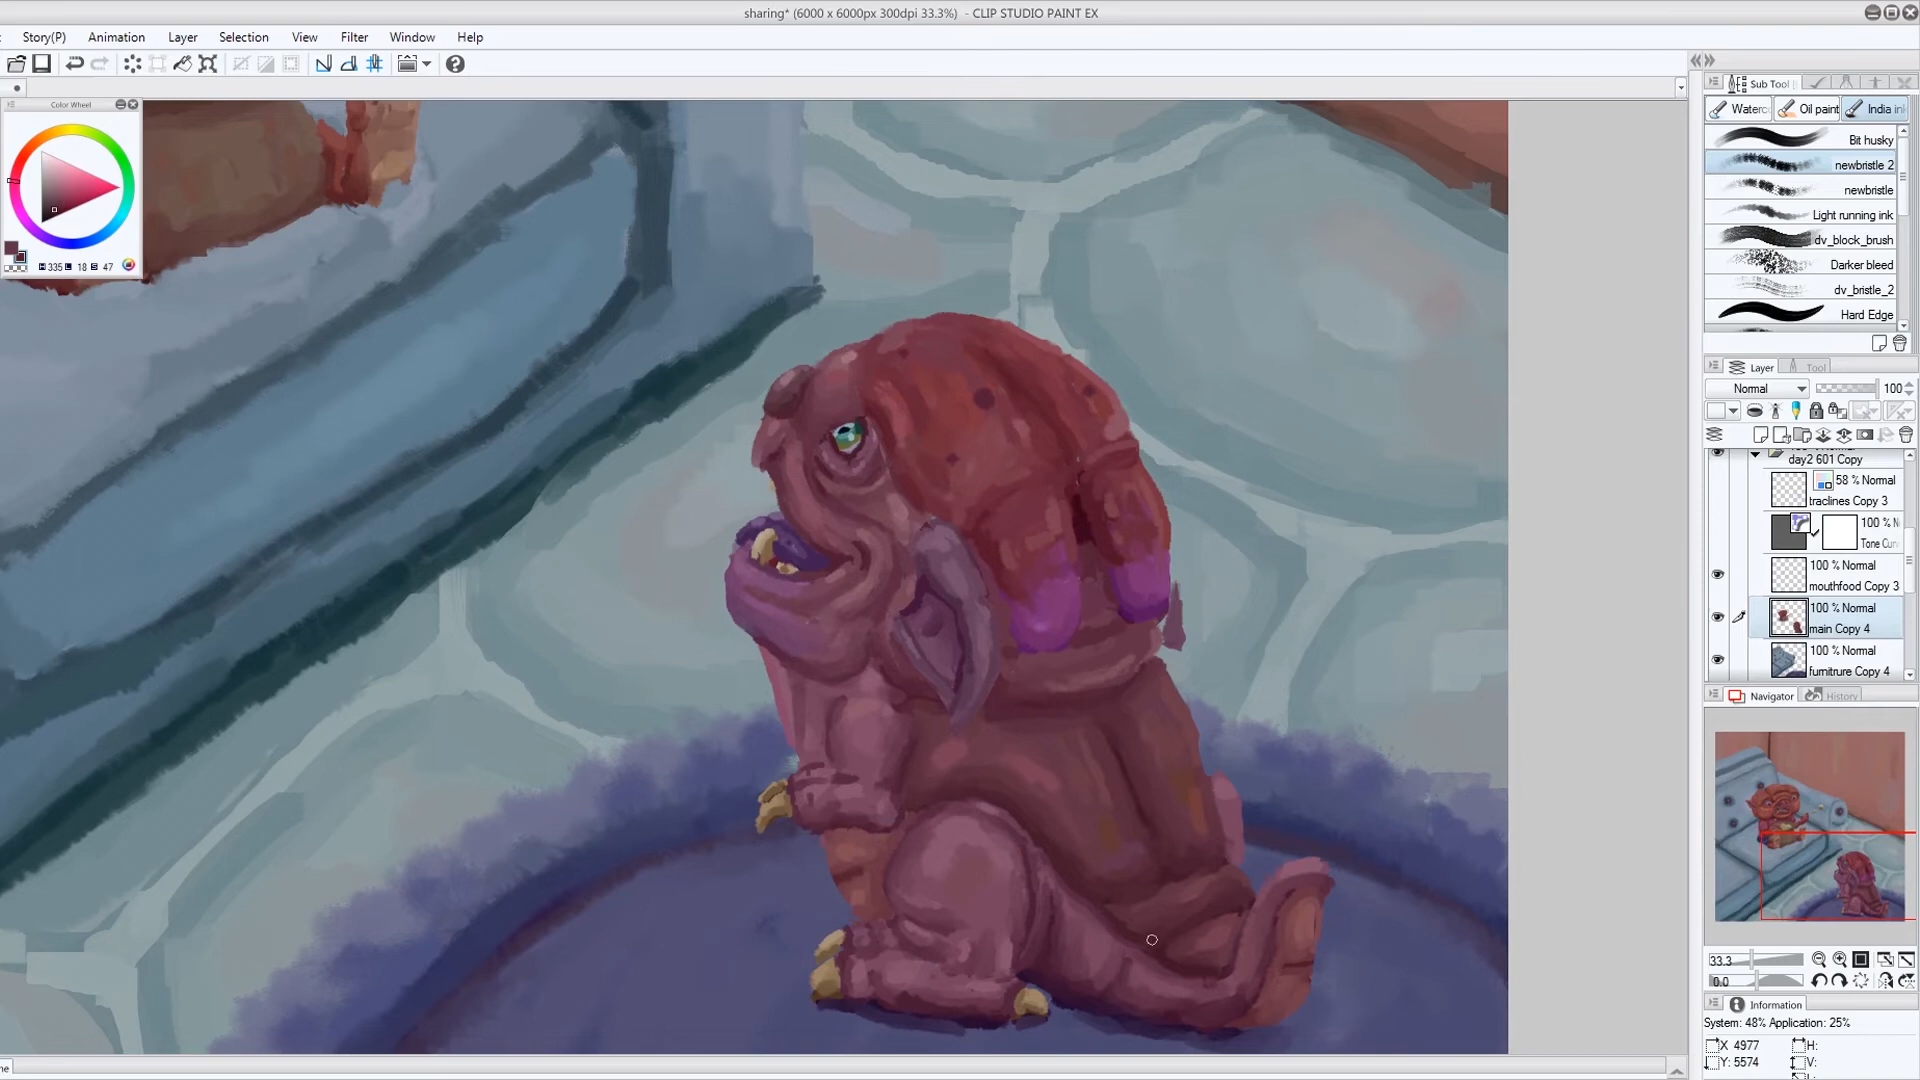 sharing* (6000 x 6000px 300dpi 33.3%)  - CLIP STUDIO PAINT EX
Story(P) Animation Layer Selection View Filter Window Help
Color Wheel
335 18 47
Sub Tool
Waterc Oil paint India in
Bit husky
newbristle 2
newbristle
Light running ink
dv_block_brush
Darker bleed
dv_bristle_2
Hard Edge
Layer Tool
Normal 100
day2 601 Copy
58 % Normal
traclines Copy 3
100 % N
Tone Cur
100 % Normal
mouthfood Copy 3
100 % Normal
main Copy 4
100 % Normal
furnitrure Copy 4
Navigator History
33.3
0.0
Information
System: 48% Application: 25%
X 4977 H:
Y: 5574 V: